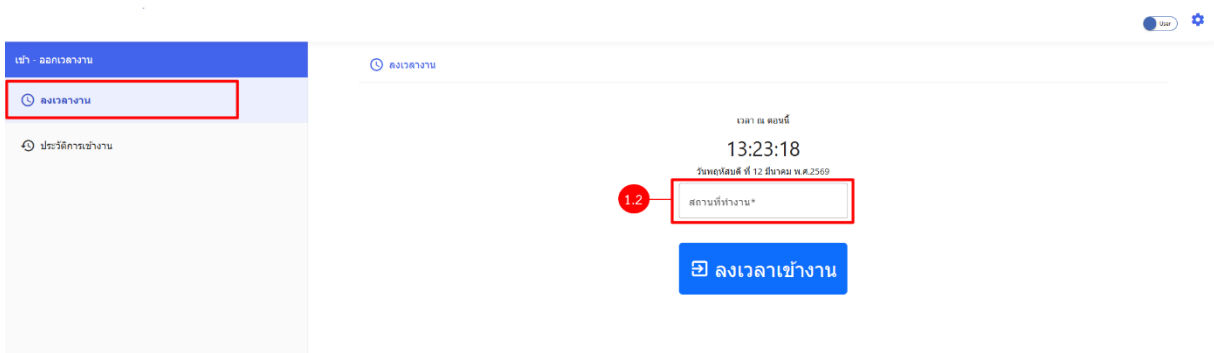 User
เข้า - ออกเวลางาน
ลงเวลางาน
ประวัติการเข้างาน
ลงเวลางาน
เวลา ณ ตอนนี้
13:23:18
วันพฤหัสบดี ที่ 12 มีนาคม พ.ศ.2569
1.2
สถานที่ทำงาน*
ลงเวลาเข้างาน